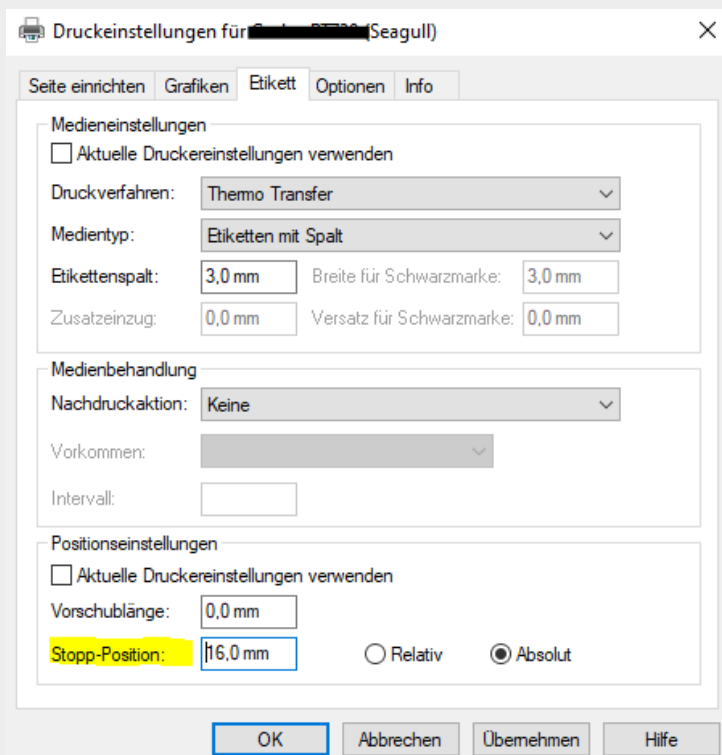 Druckeinstellungen für (Seagull)
Seite einrichten Grafiken Etikett Optionen Info
Medieneinstellungen
Aktuelle Druckereinstellungen verwenden
Druckverfahren: Thermo Transfer
Medientyp: Etiketten mit Spalt
Etikettenspalt: 3,0 mm Breite für Schwarzmarke: 3,0 mm
Zusatzeinzug: 0,0 mm Versatz für Schwarzmarke: 0,0 mm
Medienbehandlung
Nachdruckaktion: Keine
Vorkommen:
Intervall:
Positionseinstellungen
Aktuelle Druckereinstellungen verwenden
Vorschublänge: 0,0 mm
Stopp-Position: 16,0 mm Relativ Absolut
OK Abbrechen Übernehmen Hilfe